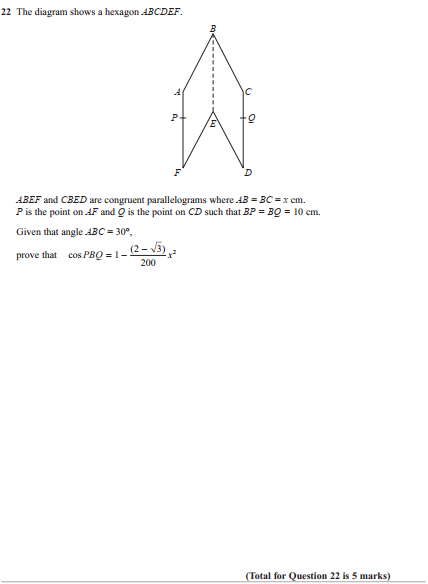 22 The diagram shows a hexagon ABCDEF.
B
A C
P Q
E
F D
ABEF and CBED are congruent parallelograms where AB = BC = x cm.
P is the point on AF and Q is the point on CD such that BP = BQ = 10 cm.
Given that angle ABC = 30°,
prove that cos PBQ = 1 − (2 − √3)/200 x²
(Total for Question 22 is 5 marks)